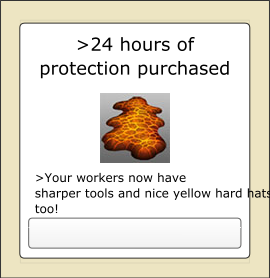 >24 hours of
protection purchased
>Your workers now have
sharper tools and nice yellow hard hats
too!